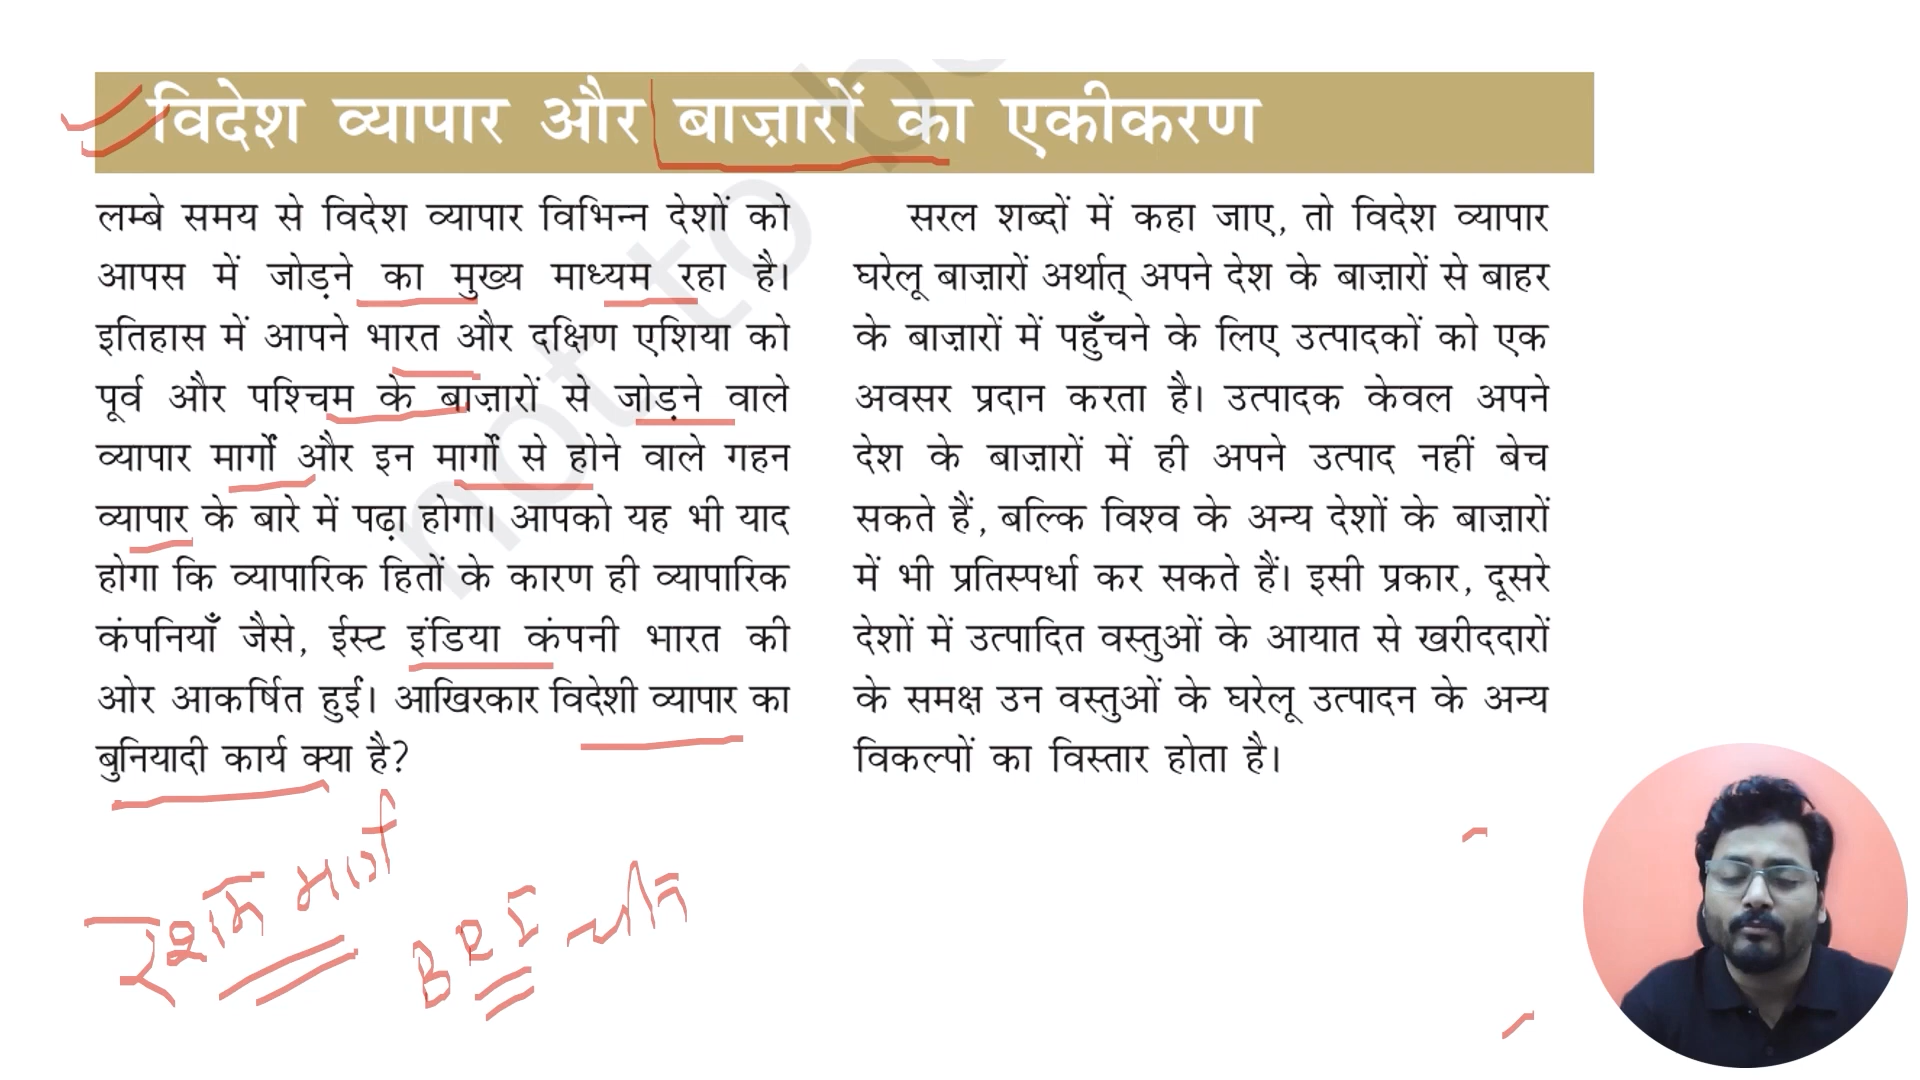 विदेश व्यापार और बाज़ारों का एकीकरण
लम्बे समय से विदेश व्यापार विभिन्न देशों को
आपस में जोड़ने का मुख्य माध्यम रहा है।
इतिहास में आपने भारत और दक्षिण एशिया को
पूर्व और पश्चिम के बाज़ारों से जोड़ने वाले
व्यापार मार्गों और इन मार्गों से होने वाले गहन
व्यापार के बारे में पढ़ा होगा। आपको यह भी याद
होगा कि व्यापारिक हितों के कारण ही व्यापारिक
कंपनियाँ जैसे, ईस्ट इंडिया कंपनी भारत की
ओर आकर्षित हुईं। आखिरकार विदेशी व्यापार का
बुनियादी कार्य क्या है?
सरल शब्दों में कहा जाए, तो विदेश व्यापार
घरेलू बाज़ारों अर्थात् अपने देश के बाज़ारों से बाहर
के बाज़ारों में पहुँचने के लिए उत्पादकों को एक
अवसर प्रदान करता है। उत्पादक केवल अपने
देश के बाज़ारों में ही अपने उत्पाद नहीं बेच
सकते हैं, बल्कि विश्व के अन्य देशों के बाज़ारों
में भी प्रतिस्पर्धा कर सकते हैं। इसी प्रकार, दूसरे
देशों में उत्पादित वस्तुओं के आयात से खरीददारों
के समक्ष उन वस्तुओं के घरेलू उत्पादन के अन्य
विकल्पों का विस्तार होता है।
not to be